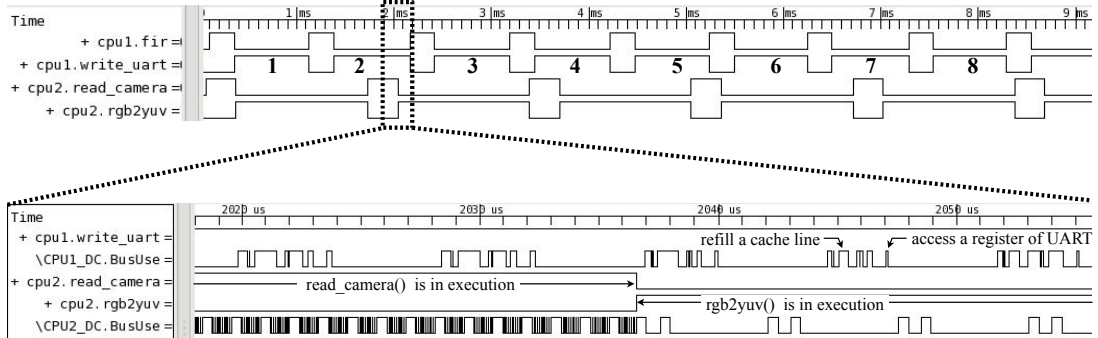 Time
1 ms 2 ms 3 ms 4 ms 5 ms 6 ms 7 ms 8 ms 9 ms
+ cpu1.fir =
+ cpu1.write_uart =
1 2 3 4 5 6 7 8
+ cpu2.read_camera =
+ cpu2.rgb2yuv =
Time
2020 us 2030 us 2040 us 2050 us
+ cpu1.write_uart =
refill a cache line access a register of UART
\CPU1_DC.BusUse =
+ cpu2.read_camera =
read_camera() is in execution
+ cpu2.rgb2yuv =
rgb2yuv() is in execution
\CPU2_DC.BusUse =